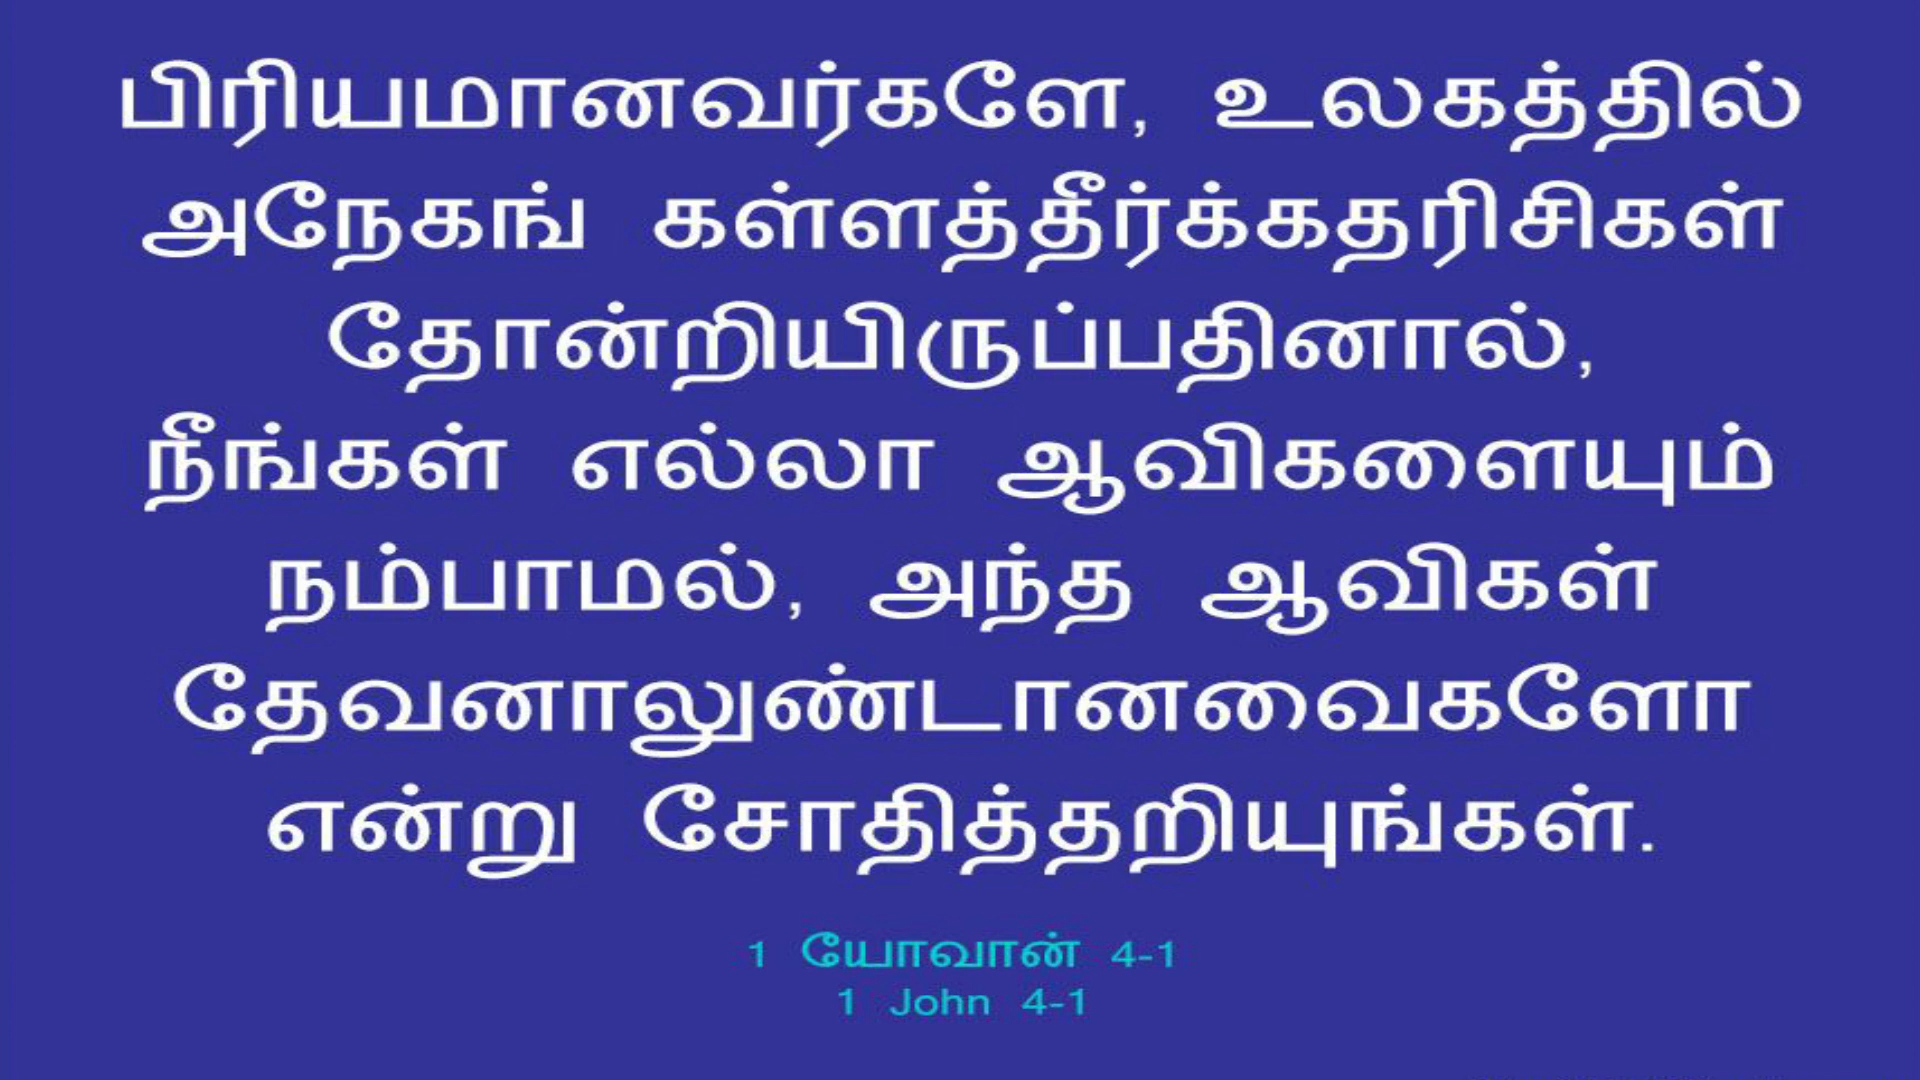 பிரியமானவர்களே, உலகத்தில்
அநேகங் கள்ளத்தீர்க்கதரிசிகள்
தோன்றியிருப்பதினால்,
நீங்கள் எல்லா ஆவிகளையும்
நம்பாமல், அந்த ஆவிகள்
தேவனாலுண்டானவைகளோ
என்று சோதித்தறியுங்கள்.
1 யோவான் 4-1
1 John 4-1